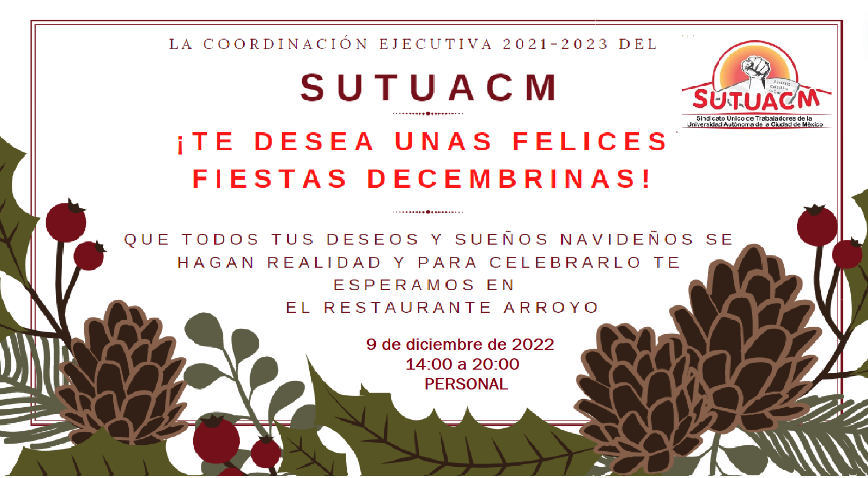 LA COORDINACIÓN EJECUTIVA 2021-2023 DEL
SUTUACM
SUTUACM
Sindicato Único de Trabajadores de la
Universidad Autónoma de la Ciudad de México
¡TE DESEA UNAS FELICES
FIESTAS DECEMBRINAS!
QUE TODOS TUS DESEOS Y SUEÑOS NAVIDEÑOS SE
HAGAN REALIDAD Y PARA CELEBRARLO TE
ESPERAMOS EN
EL RESTAURANTE ARROYO
9 de diciembre de 2022
14:00 a 20:00
PERSONAL